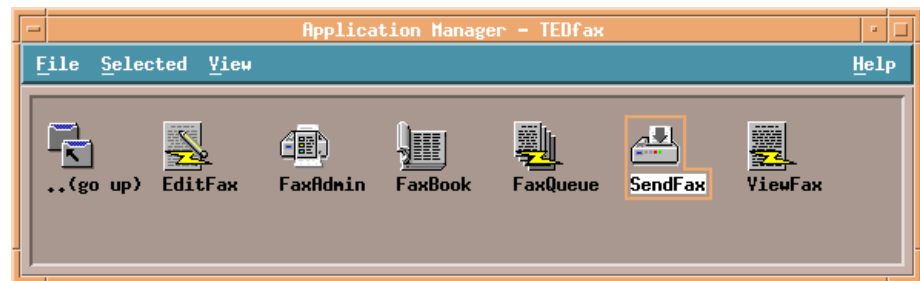 Application Manager - TEDfax
File Selected View Help
..(go up) EditFax FaxAdmin FaxBook FaxQueue SendFax ViewFax